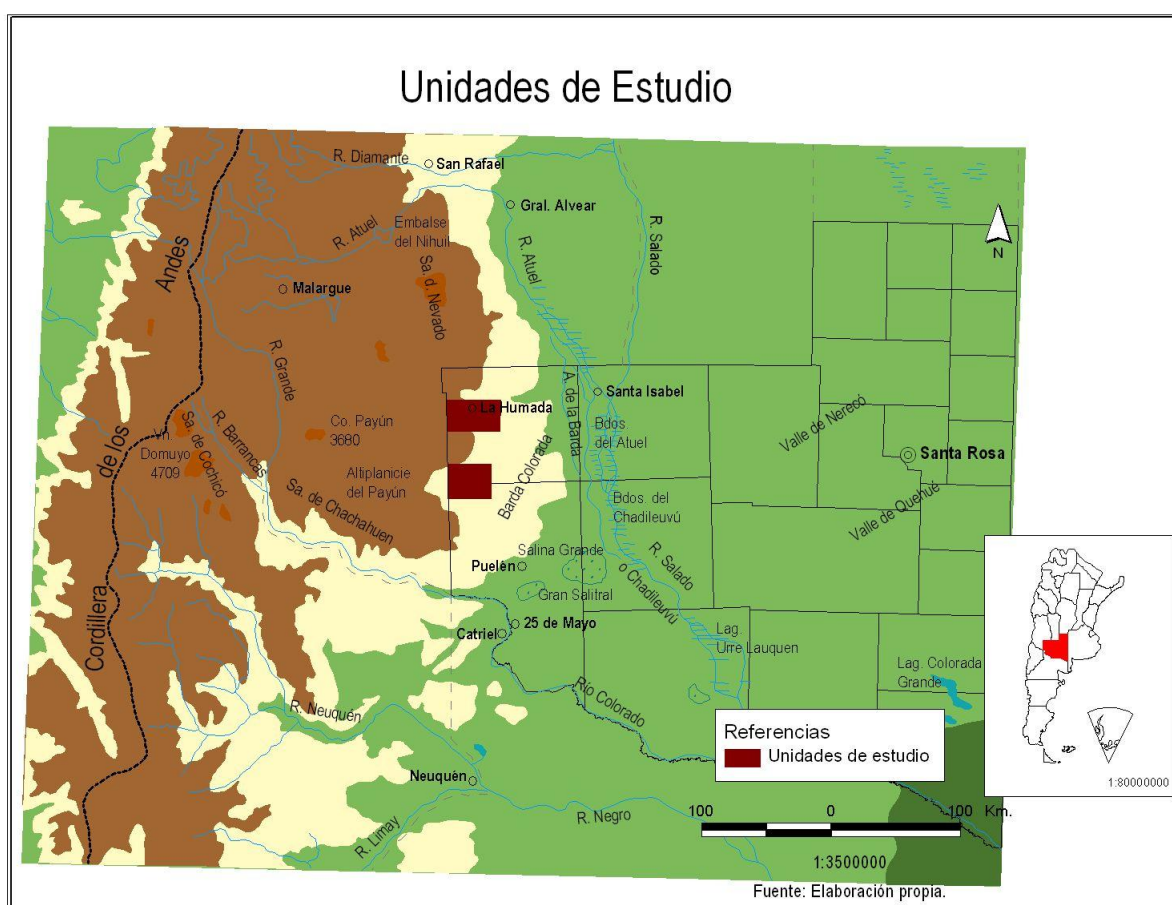 Unidades de Estudio
R. Diamante
San Rafael
Gral. Alvear
R. Atuel
Embalse
del Nihuil
R. Atuel
R. Salado
N
Andes
Malargue
Sa. d. Nevado
R. Grande
Santa Isabel
La Humada
A. de la Barda
Bdos.
del Atuel
Valle de Nerecó
Santa Rosa
Co. Payún
3680
Vn.
Domuyo
4709
Sa. de Cochicó
R. Barrancas
de los
Altiplanicie
del Payún
Barda Colorada
Sa. de Chachahuen
Bdos. del
Chadileuvú
Valle de Quehué
Salina Grande
Puelén
Gran Salitral
R. Salado
o Chadileuvú
25 de Mayo
Catriel
Cordillera
Lag.
Urre Lauquen
Lag. Colorada
Grande
Río Colorado
R. Neuquén
Referencias
Unidades de estudio
Neuquén
1:80000000
R. Limay
R. Negro
100 0 100 Km.
1:3500000
Fuente: Elaboración propia.